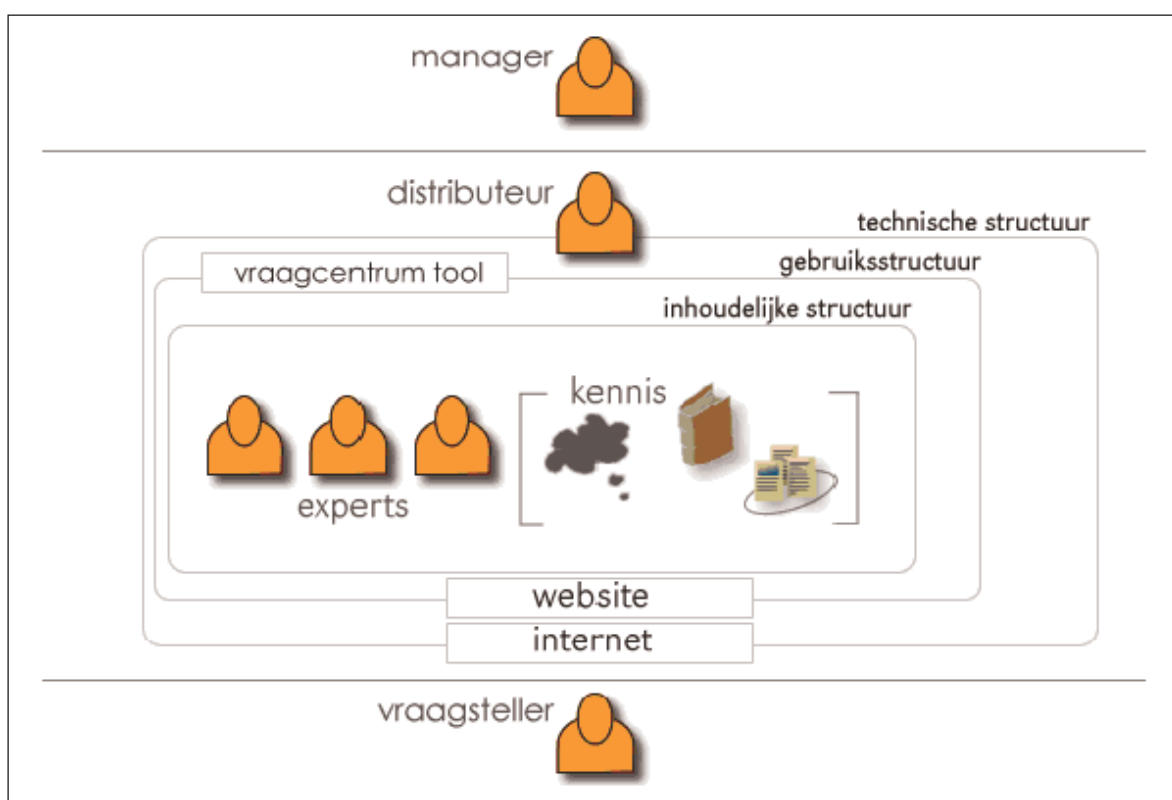 manager
distributeur
technische structuur
gebruiksstructuur
vraagcentrum tool
inhoudelijke structuur
kennis
experts
website
internet
vraagsteller